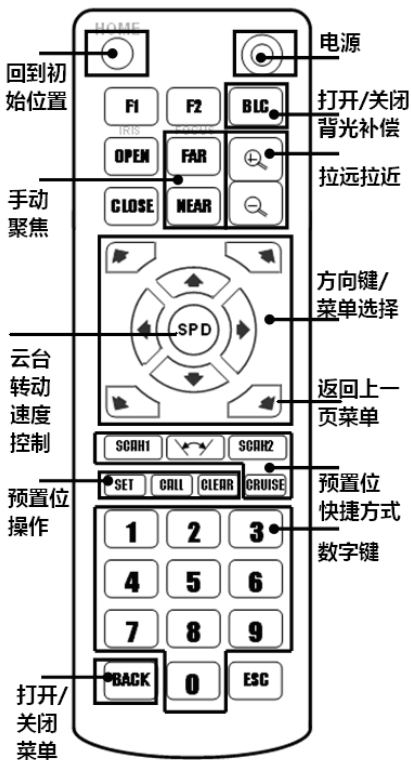 HOME
电源
回到初
始位置
F1
F2
BLC
打开/关闭
背光补偿
IRIS
FOCUS
OPEN
FAR
拉远拉近
手动
聚焦
CLOSE
NEAR
方向键/
菜单选择
SPD
云台
转动
速度
控制
返回上一
页菜单
SCAN1
SCAN2
SET
CALL
CLEAR
CRUISE
预置位
操作
预置位
快捷方式
1
2
3
数字键
4
5
6
7
8
9
BACK
0
ESC
打开/
关闭
菜单